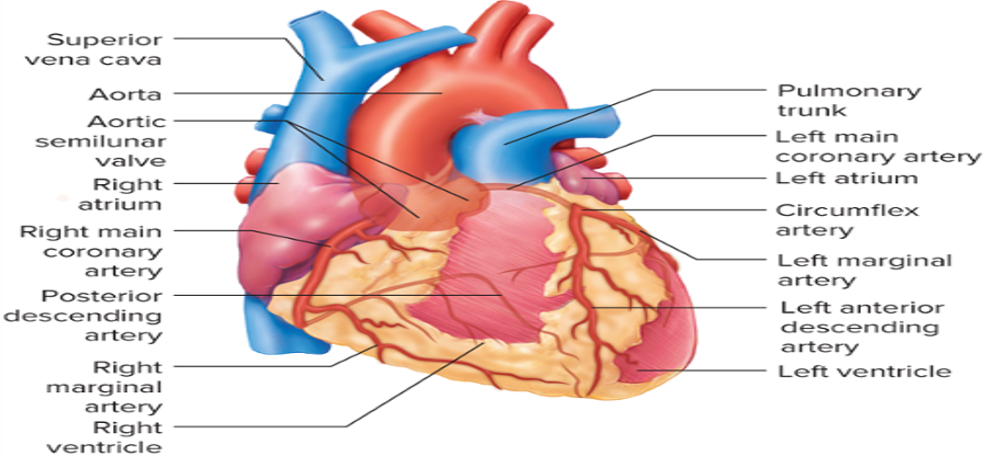 Superior
vena cava
Aorta
Aortic
semilunar
valve
Right
atrium
Right main
coronary
artery
Posterior
descending
artery
Right
marginal
artery
Right
ventricle
Pulmonary
trunk
Left main
coronary artery
Left atrium
Circumflex
artery
Left marginal
artery
Left anterior
descending
artery
Left ventricle